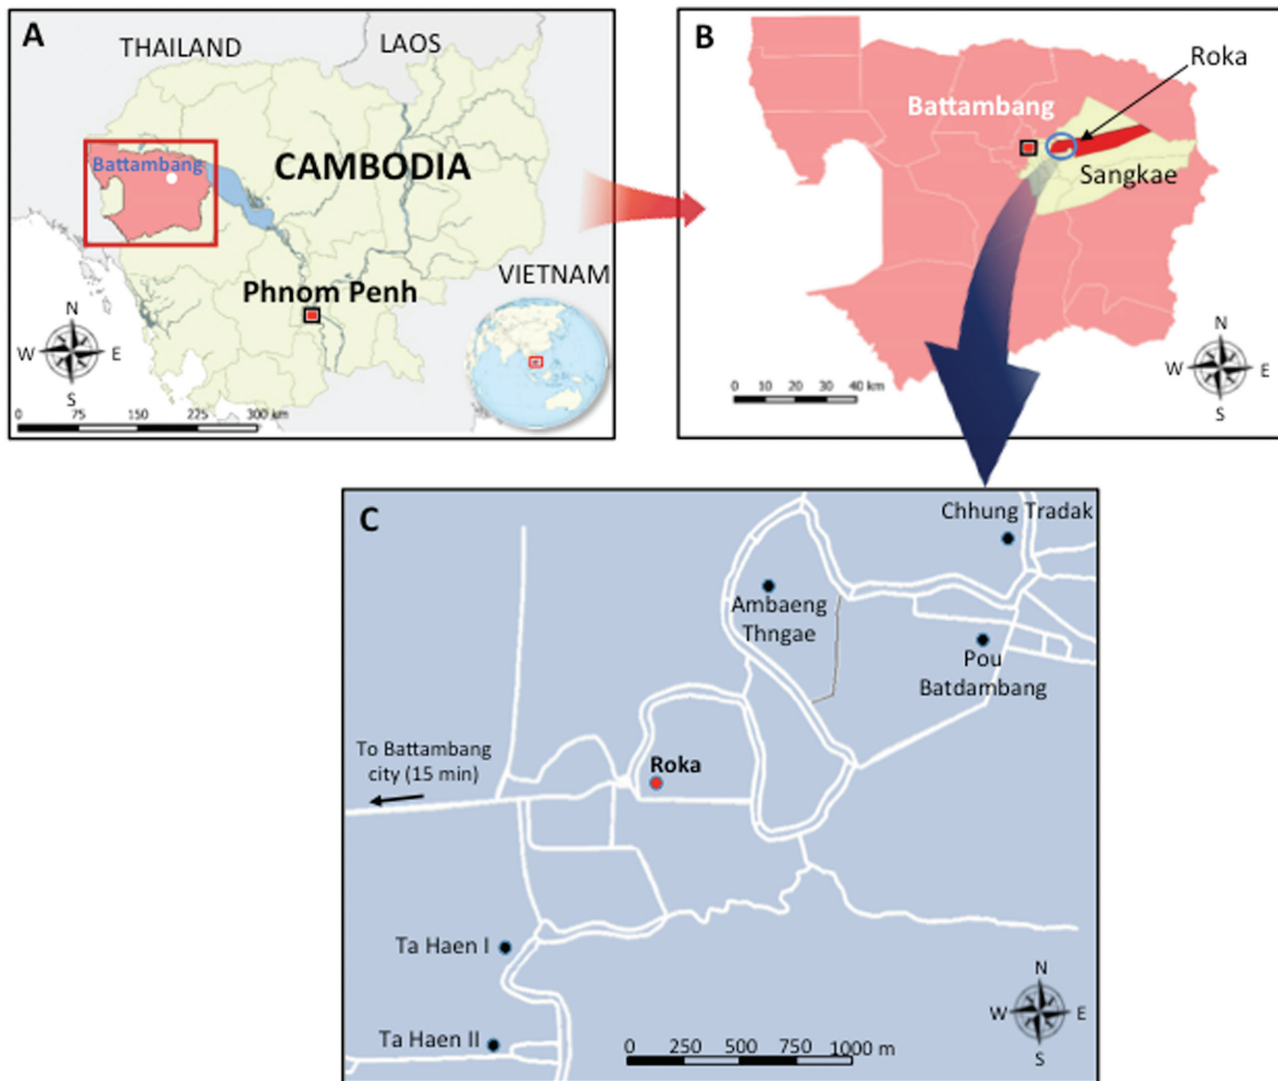 A
THAILAND
LAOS
Battambang
CAMBODIA
VIETNAM
Phnom Penh
N
W E
S
0 75 150 225 300 km
B
Roka
Battambang
Sangkae
0 10 20 30 40 km
N
W E
S
C
Chhung Tradak
Ambaeng
Thngae
Pou
Batdambang
To Battambang
city (15 min)
Roka
Ta Haen I
Ta Haen II
0 250 500 750 1000 m
N
W E
S